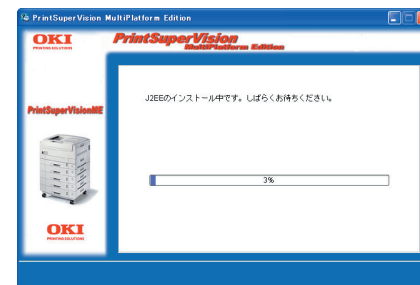 PrintSuperVision MultiPlatform Edition
OKI
PRINTING SOLUTIONS
PrintSuperVision
MultiPlatform Edition
J2EEのインストール中です。しばらくお待ちください。
PrintSuperVisionME
3%
OKI
PRINTING SOLUTIONS